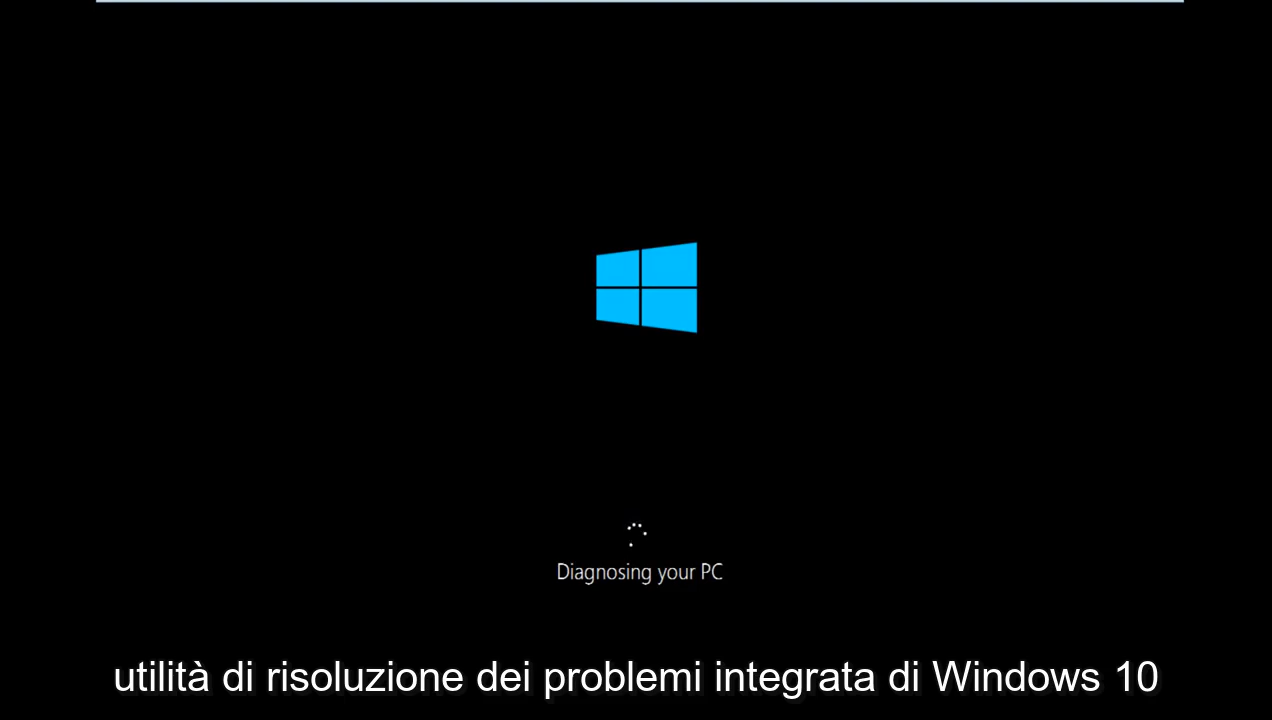 Diagnosing your PC
utilità di risoluzione dei problemi integrata di Windows 10